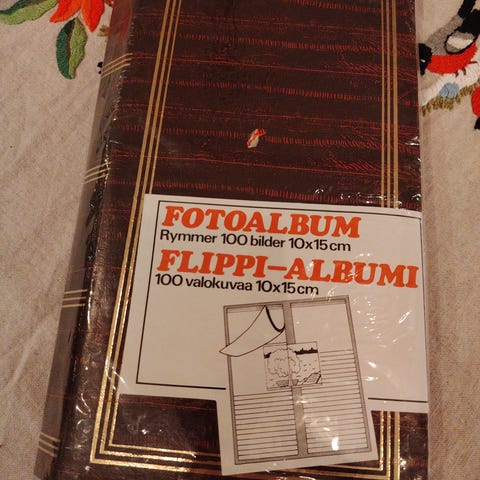 FOTOALBUM
Rymmer 100 bilder 10x15cm
FLIPPI-ALBUMI
100 valokuvaa 10x15cm